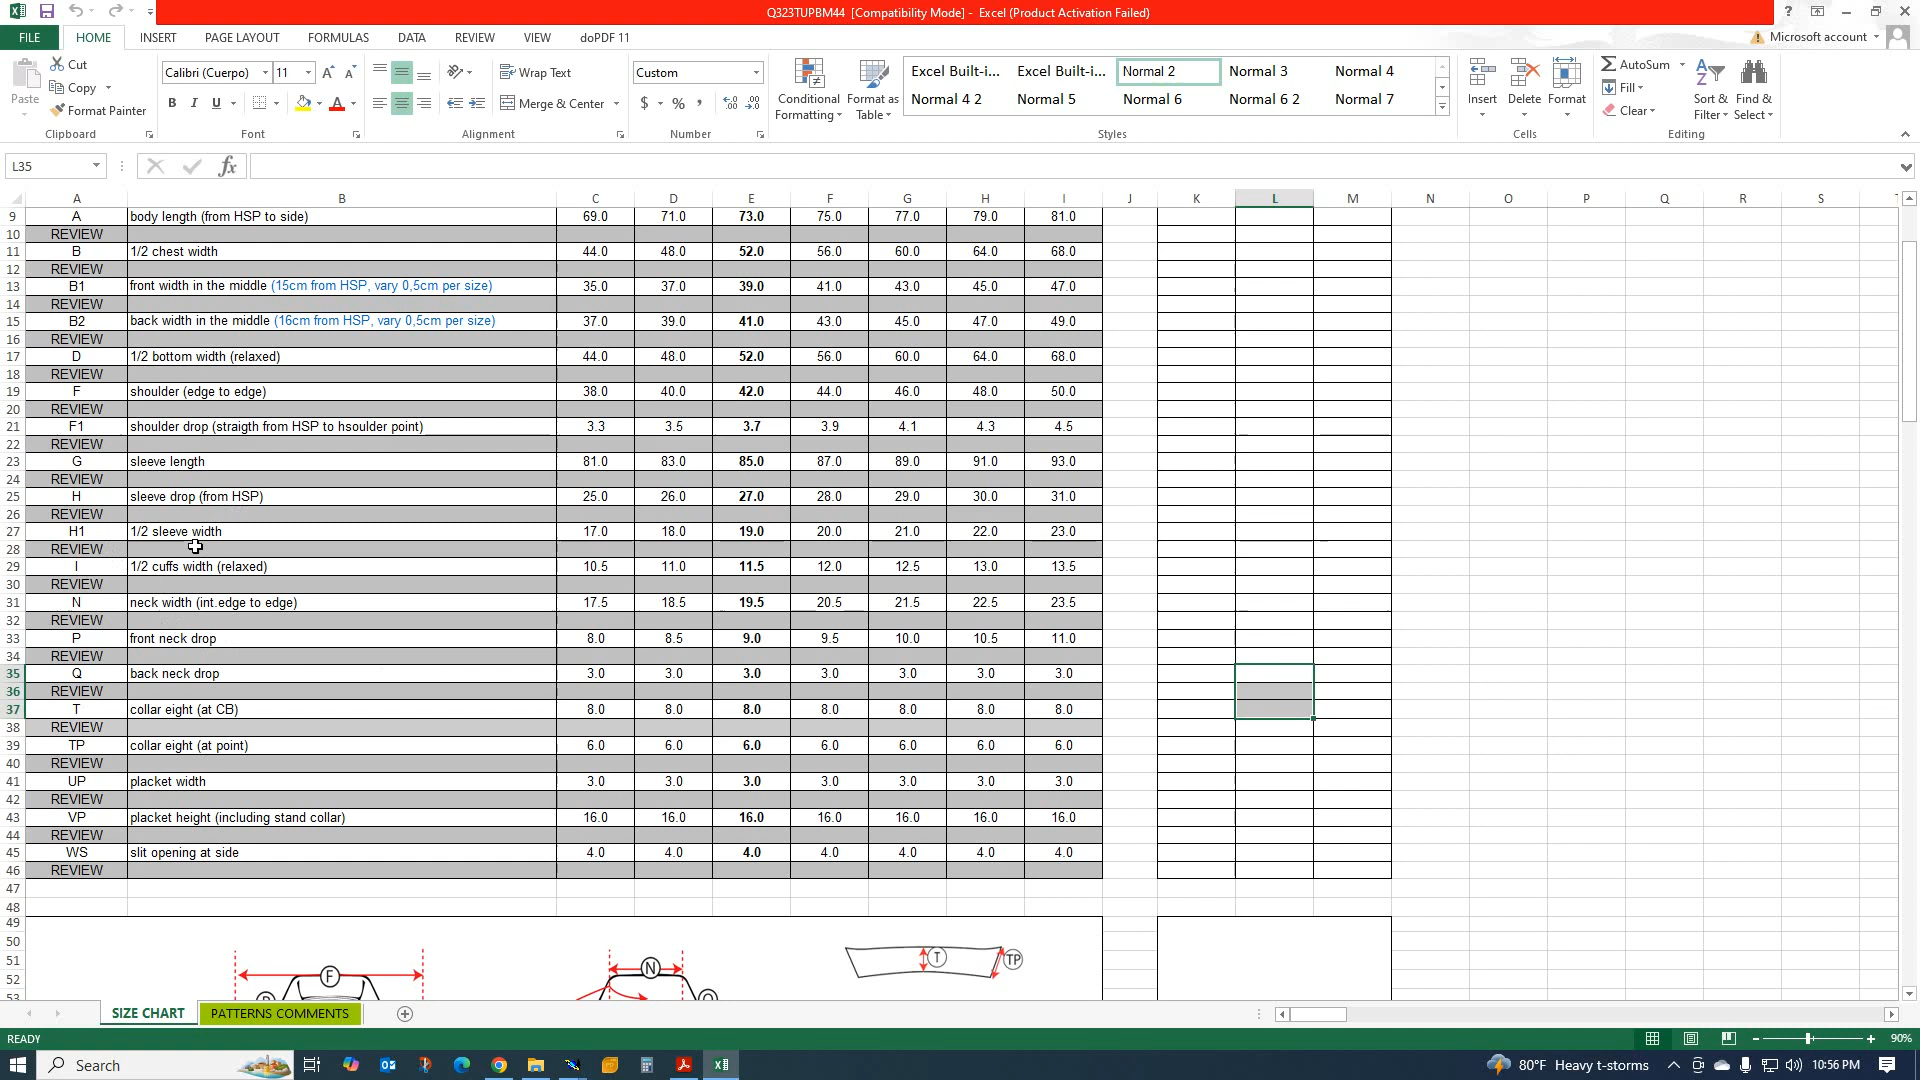 Q323TUPBM44 [Compatibility Mode] - Excel (Product Activation Failed)
FILE HOME INSERT PAGE LAYOUT FORMULAS DATA REVIEW VIEW doPDF 11 Microsoft account
Cut
Copy
Format Painter
Paste
Clipboard
Calibri (Cuerpo) 11
B I U
Font
Wrap Text
Merge & Center
Alignment
Custom
$ % ,
Number
Conditional Formatting
Format as Table
Excel Built-i... Excel Built-i... Normal 2 Normal 3 Normal 4
Normal 4 2 Normal 5 Normal 6 Normal 6 2 Normal 7
Styles
Insert Delete Format
Cells
AutoSum
Fill
Clear
Sort & Filter
Find & Select
Editing
L35 fx
A B C D E F G H I J K L M N O P Q R S
9 A body length (from HSP to side) 69.0 71.0 73.0 75.0 77.0 79.0 81.0
10 REVIEW
11 B 1/2 chest width 44.0 48.0 52.0 56.0 60.0 64.0 68.0
12 REVIEW
13 B1 front width in the middle (15cm from HSP, vary 0,5cm per size) 35.0 37.0 39.0 41.0 43.0 45.0 47.0
14 REVIEW
15 B2 back width in the middle (16cm from HSP, vary 0,5cm per size) 37.0 39.0 41.0 43.0 45.0 47.0 49.0
16 REVIEW
17 D 1/2 bottom width (relaxed) 44.0 48.0 52.0 56.0 60.0 64.0 68.0
18 REVIEW
19 F shoulder (edge to edge) 38.0 40.0 42.0 44.0 46.0 48.0 50.0
20 REVIEW
21 F1 shoulder drop (straigth from HSP to hsoulder point) 3.3 3.5 3.7 3.9 4.1 4.3 4.5
22 REVIEW
23 G sleeve length 81.0 83.0 85.0 87.0 89.0 91.0 93.0
24 REVIEW
25 H sleeve drop (from HSP) 25.0 26.0 27.0 28.0 29.0 30.0 31.0
26 REVIEW
27 H1 1/2 sleeve width 17.0 18.0 19.0 20.0 21.0 22.0 23.0
28 REVIEW
29 I 1/2 cuffs width (relaxed) 10.5 11.0 11.5 12.0 12.5 13.0 13.5
30 REVIEW
31 N neck width (int.edge to edge) 17.5 18.5 19.5 20.5 21.5 22.5 23.5
32 REVIEW
33 P front neck drop 8.0 8.5 9.0 9.5 10.0 10.5 11.0
34 REVIEW
35 Q back neck drop 3.0 3.0 3.0 3.0 3.0 3.0 3.0
36 REVIEW
37 T collar eight (at CB) 8.0 8.0 8.0 8.0 8.0 8.0 8.0
38 REVIEW
39 TP collar eight (at point) 6.0 6.0 6.0 6.0 6.0 6.0 6.0
40 REVIEW
41 UP placket width 3.0 3.0 3.0 3.0 3.0 3.0 3.0
42 REVIEW
43 VP placket height (including stand collar) 16.0 16.0 16.0 16.0 16.0 16.0 16.0
44 REVIEW
45 WS slit opening at side 4.0 4.0 4.0 4.0 4.0 4.0 4.0
46 REVIEW
47
48
49
50
51 T TP
52 F N
53
SIZE CHART PATTERNS COMMENTS
READY 90%
Search 80°F Heavy t-storms 10:56 PM